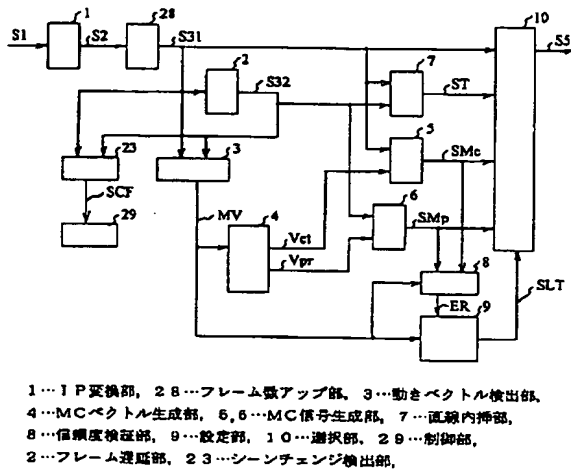 S1
1
S2
28
S31
10
S5
2
S32
7
ST
23
3
5
SMc
SCF
29
MV
4
Vct
Vpr
6
SMp
8
ER
9
SLT
1…ＩＰ変換部, 28…フレーム数アップ部, 3…動きベクトル検出部,
4…ＭＣベクトル生成部, 5,6…ＭＣ信号生成部, 7…直線内挿部,
8…信頼度検証部, 9…設定部, 10…選択部, 29…制御部,
2…フレーム遅延部, 23…シーンチェンジ検出部,